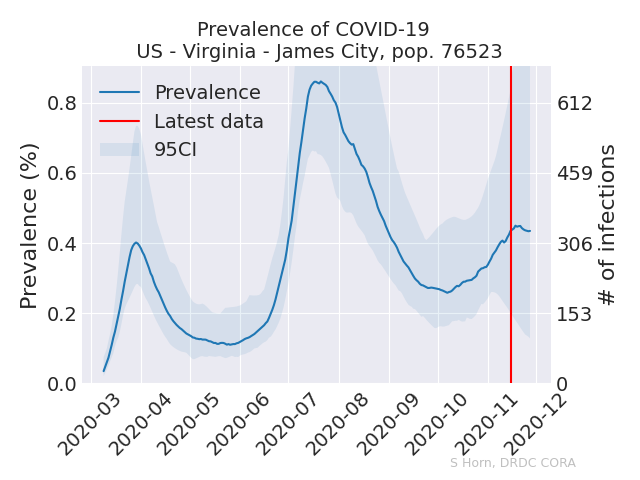 Prevalence of COVID-19
US - Virginia - James City, pop. 76523
Prevalence
Latest data
95CI
Prevalence (%)
0.8
0.6
0.4
0.2
0.0
612
459
306
153
0
# of infections
2020-03
2020-04
2020-05
2020-06
2020-07
2020-08
2020-09
2020-10
2020-11
2020-12
S Horn, DRDC CORA